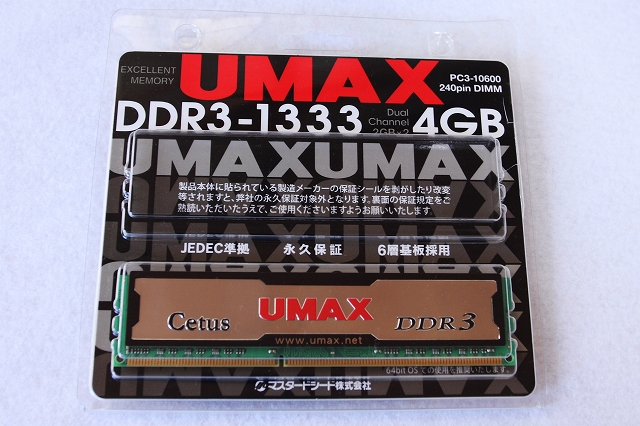 EXCELLENT
MEMORY
UMAX
PC3-10600
240pin DIMM
DDR3-1333
Dual
Channel
2GB×2
4GB
UMAXUMAX
製品本体に貼られている製造メーカーの保証シールを剥がしたり改変
等されますと、弊社の永久保証対象外となります。裏面の保証規定をご
熟読いただいたうえで、ご使用くださいますようお願いいたします。
JEDEC準拠
永久保証
6層基板採用
Cetus
UMAX
DDR3
www.umax.net
64bit OSでの使用を推奨
マスタードシード株式会社